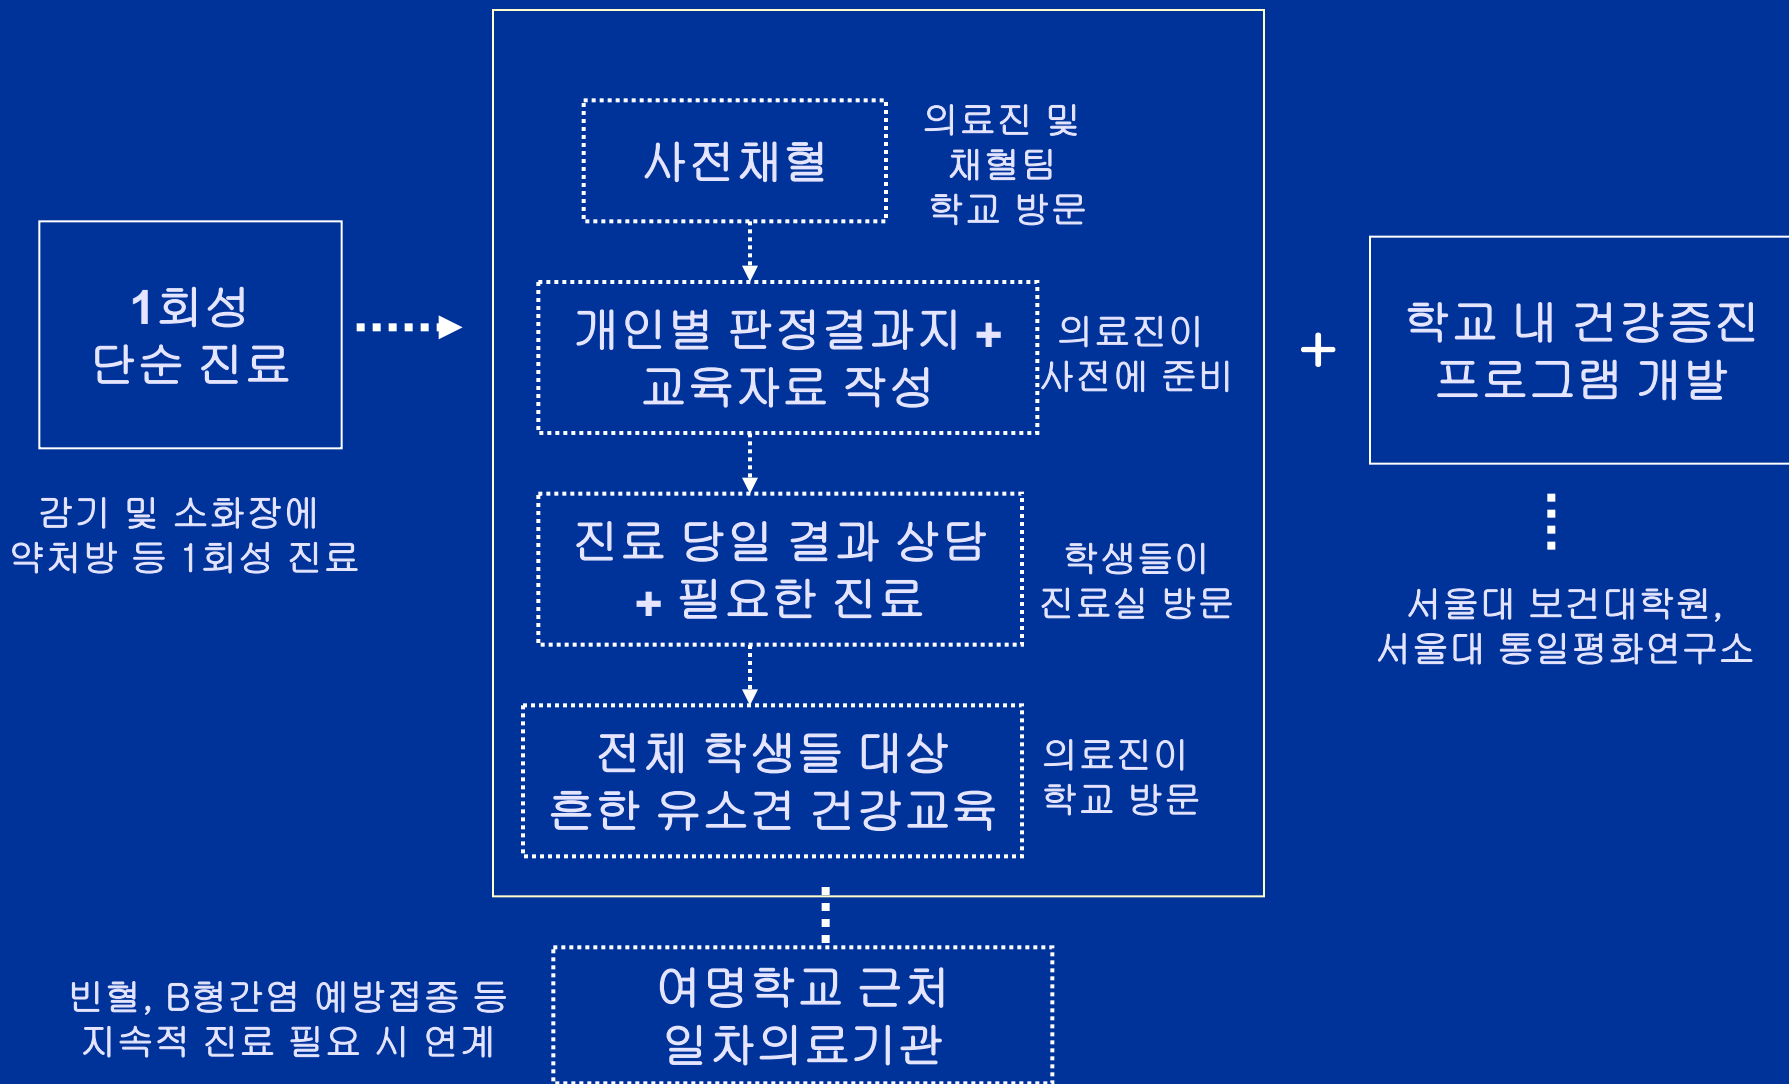 1회성
단순 진료
감기 및 소화장에
약처방 등 1회성 진료
사전채혈
의료진 및
채혈팀
학교 방문
개인별 판정결과지 +
교육자료 작성
의료진이
사전에 준비
진료 당일 결과 상담
+ 필요한 진료
학생들이
진료실 방문
전체 학생들 대상
흔한 유소견 건강교육
의료진이
학교 방문
+
학교 내 건강증진
프로그램 개발
서울대 보건대학원,
서울대 통일평화연구소
빈혈, B형간염 예방접종 등
지속적 진료 필요 시 연계
여명학교 근처
일차의료기관